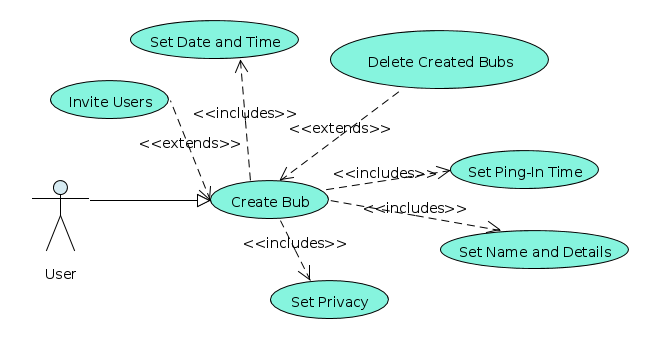 Set Date and Time
Delete Created Bubs
Invite Users
<<includes>>
<<extends>>
<<extends>>
<<includes>>
Set Ping-In Time
Create Bub
<<includes>>
<<includes>>
Set Name and Details
User
Set Privacy